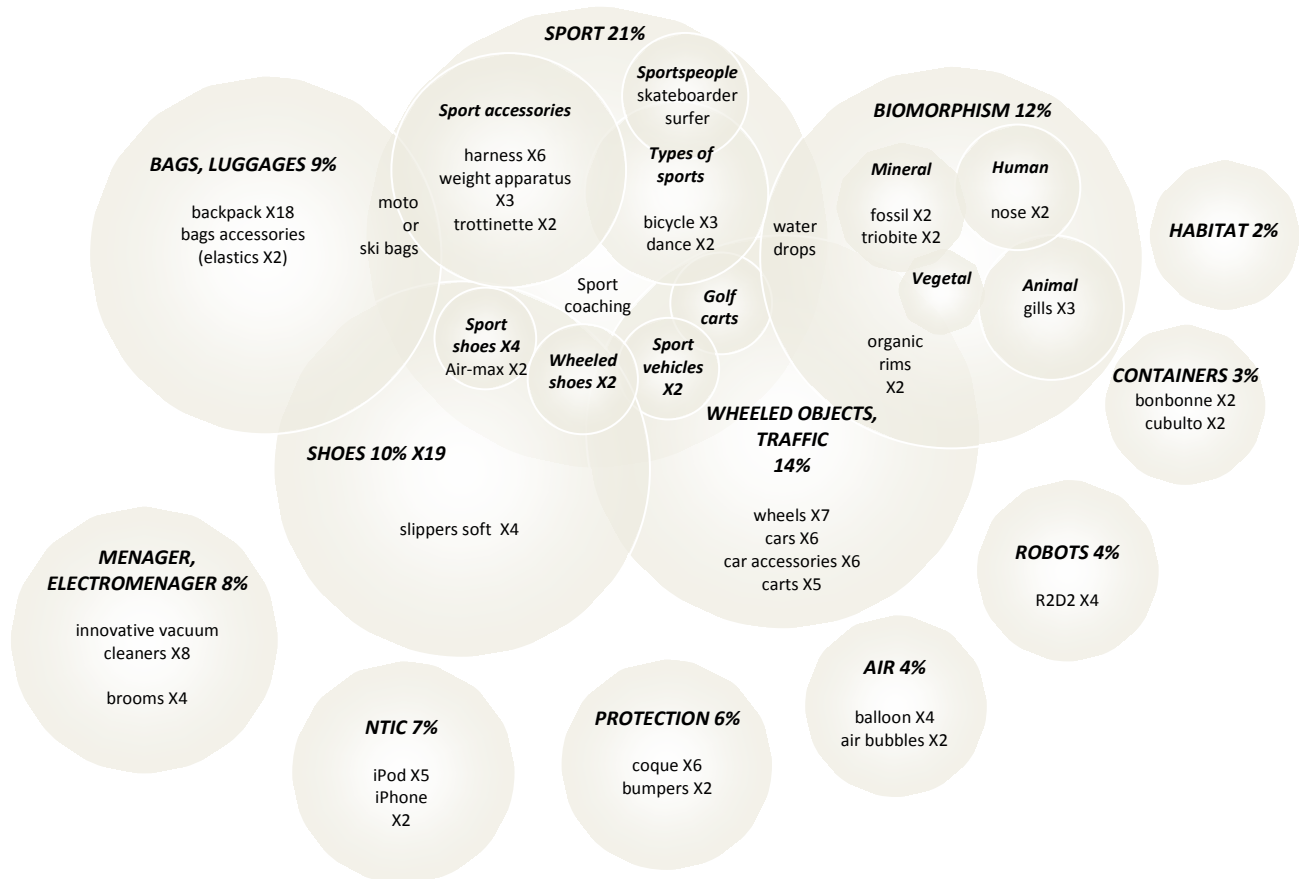 SPORT 21%
Sportspeople
skateboarder
surfer
Sport accessories
harness X6
weight apparatus
X3
trottinette X2
Types of
sports
bicycle X3
dance X2
BIOMORPHISM 12%
Mineral
fossil X2
triobite X2
Human
nose X2
Vegetal
Animal
gills X3
organic
rims
X2
water
drops
BAGS, LUGGAGES 9%
backpack X18
bags accessories
(elastics X2)
moto
or
ski bags
HABITAT 2%
Sport
coaching
Golf
carts
Sport
shoes X4
Air-max X2
Wheeled
shoes X2
Sport
vehicles
X2
CONTAINERS 3%
bonbonne X2
cubulto X2
WHEELED OBJECTS,
TRAFFIC
14%
wheels X7
cars X6
car accessories X6
carts X5
SHOES 10% X19
slippers soft X4
MENAGER,
ELECTROMENAGER 8%
innovative vacuum
cleaners X8
brooms X4
ROBOTS 4%
R2D2 X4
AIR 4%
balloon X4
air bubbles X2
NTIC 7%
iPod X5
iPhone
X2
PROTECTION 6%
coque X6
bumpers X2